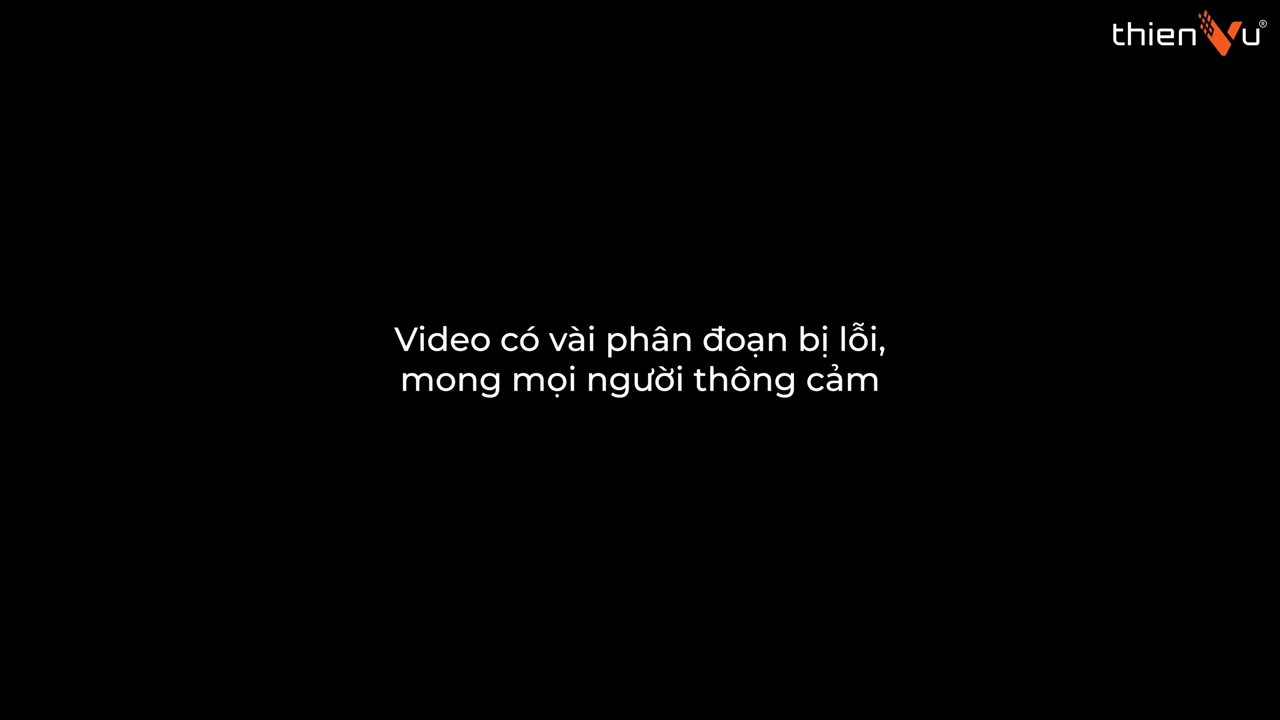 thienVu®
Video có vài phân đoạn bị lỗi,
mong mọi người thông cảm